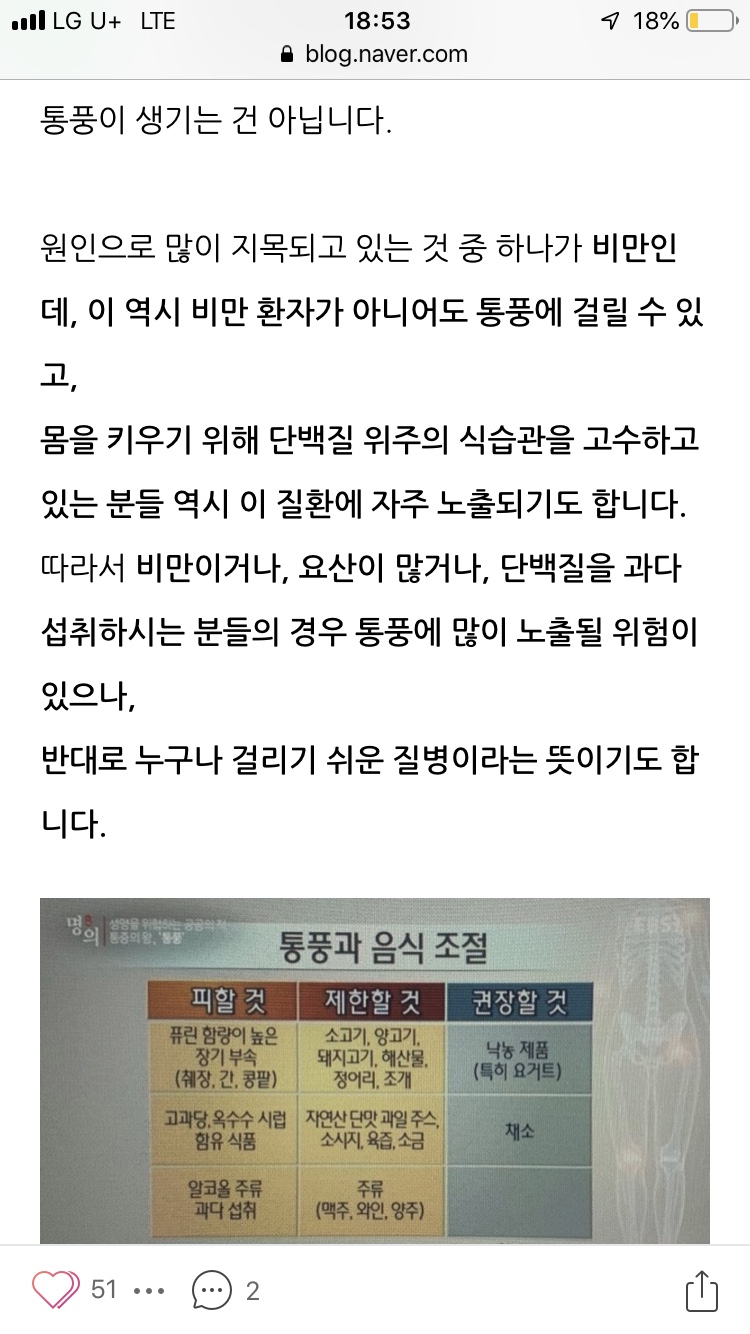 LG U+ LTE 18:53 18%
blog.naver.com
통풍이 생기는 건 아닙니다.
원인으로 많이 지목되고 있는 것 중 하나가 비만인
데, 이 역시 비만 환자가 아니어도 통풍에 걸릴 수 있
고,
몸을 키우기 위해 단백질 위주의 식습관을 고수하고
있는 분들 역시 이 질환에 자주 노출되기도 합니다.
따라서 비만이거나, 요산이 많거나, 단백질을 과다
섭취하시는 분들의 경우 통풍에 많이 노출될 위험이
있으나,
반대로 누구나 걸리기 쉬운 질병이라는 뜻이기도 합
니다.
명의 생명을 위협하는 공공의 적
통증의 왕, '통풍'
EBS1
통풍과 음식 조절
피할 것 제한할 것 권장할 것
퓨린 함량이 높은
장기 부속
(췌장, 간, 콩팥)
소고기, 양고기,
돼지고기, 해산물,
정어리, 조개
낙농 제품
(특히 요거트)
고과당, 옥수수 시럽
함유 식품
자연산 단맛 과일 주스,
소시지, 육즙, 소금
채소
알코올 주류
과다 섭취
주류
(맥주, 와인, 양주)
51 2